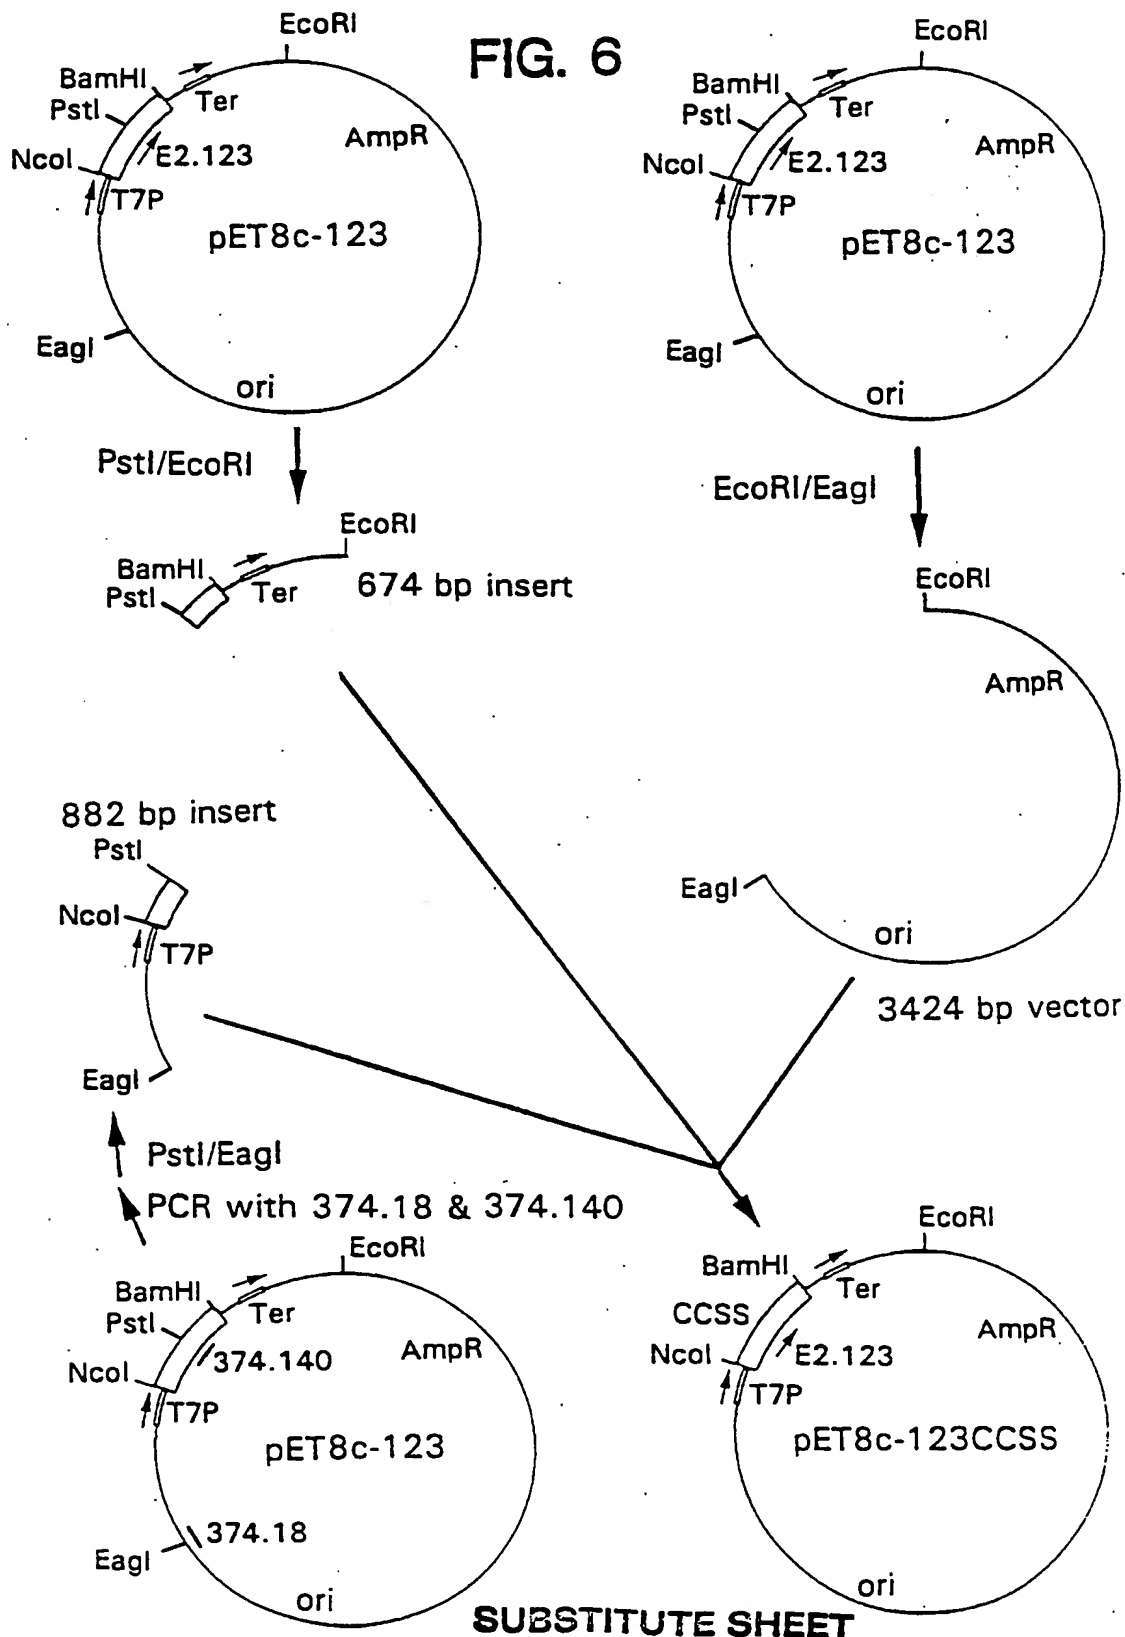 FIG. 6
EcoRI
BamHI
PstI
Ter
AmpR
NcoI
E2.123
T7P
pET8c-123
EagI
ori
EcoRI
BamHI
PstI
Ter
AmpR
NcoI
E2.123
T7P
pET8c-123
EagI
ori
PstI/EcoRI
EcoRI/EagI
EcoRI
BamHI
PstI
Ter
674 bp insert
EcoRI
AmpR
EagI
ori
3424 bp vector
882 bp insert
PstI
NcoI
T7P
EagI
PstI/EagI
PCR with 374.18 & 374.140
EcoRI
BamHI
PstI
Ter
AmpR
NcoI
374.140
T7P
pET8c-123
374.18
EagI
ori
EcoRI
BamHI
Ter
CCSS
AmpR
NcoI
E2.123
T7P
pET8c-123CCSS
ori
SUBSTITUTE SHEET